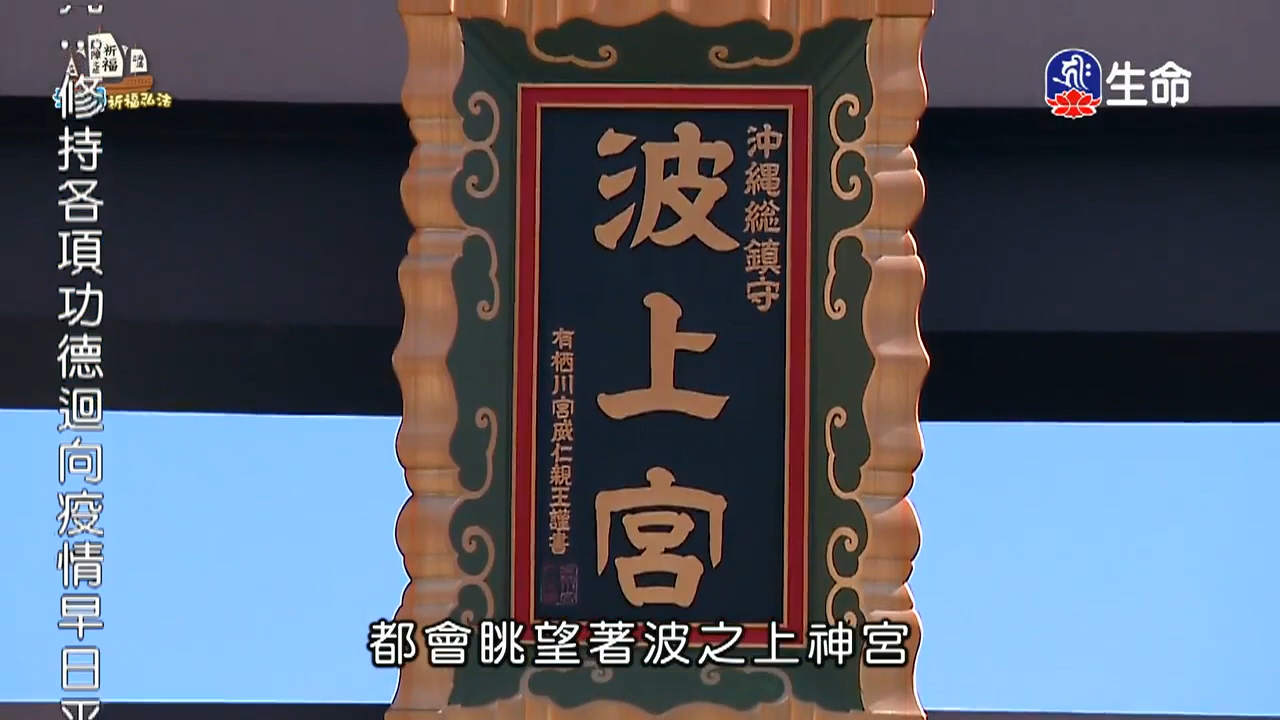 修持各項功德迴向疫情早日平
祈福
祈福弘法
生命
沖縄総鎮守
波上宮
有栖川宮威仁親王謹書
都會眺望著波之上神宮